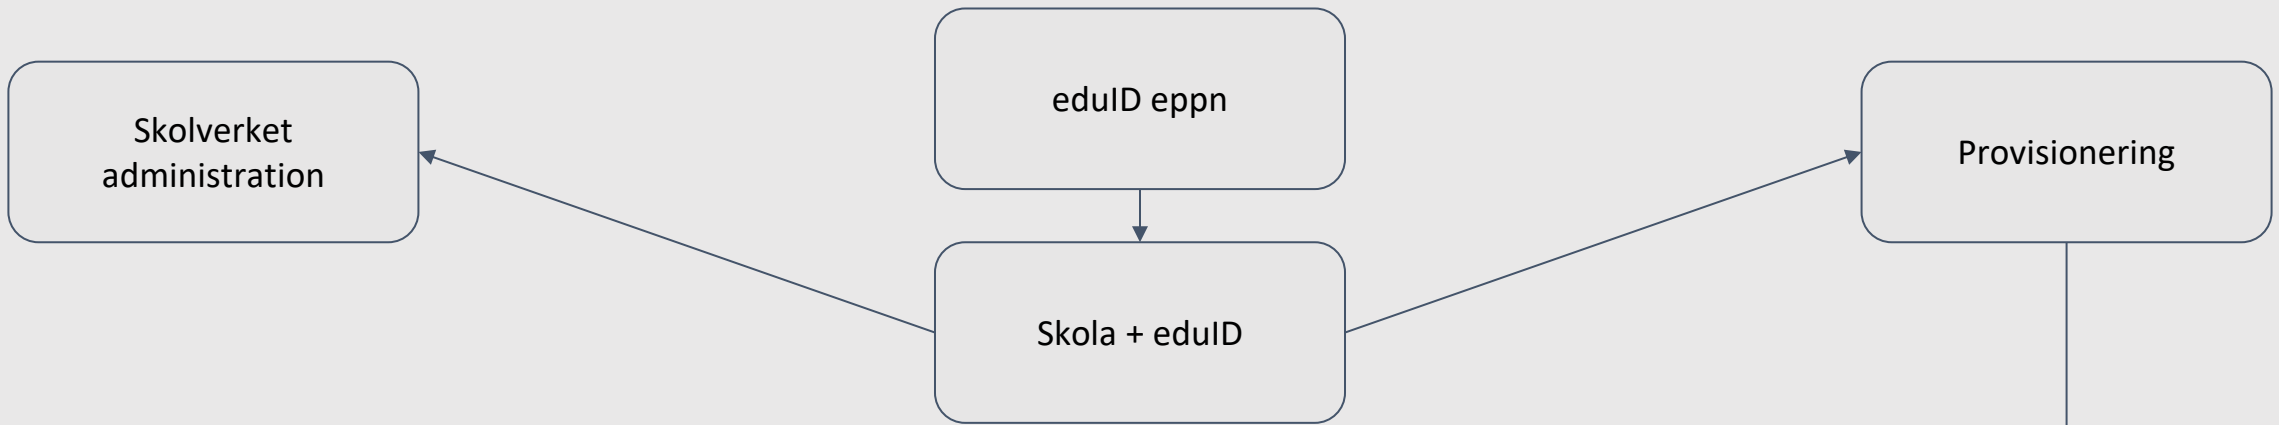 eduID eppn
Skolverket
administration
Provisionering
Skola + eduID